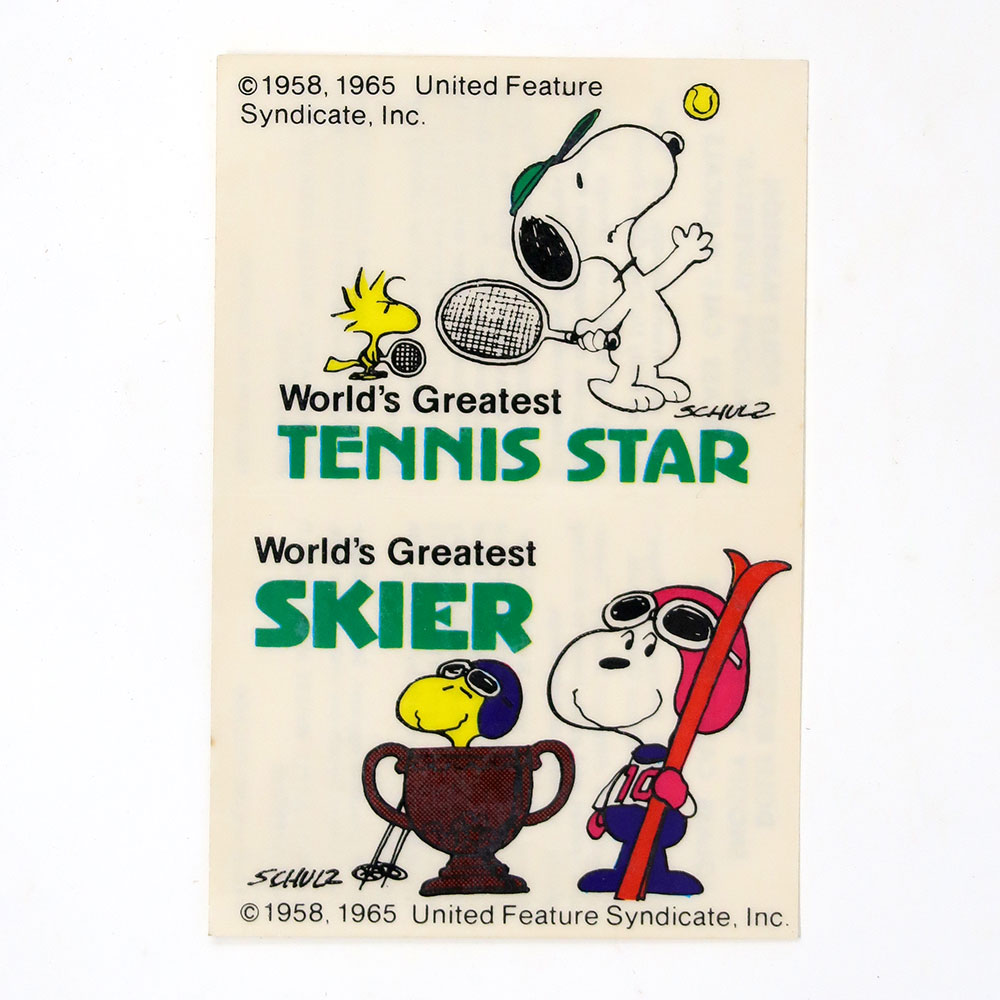 ©1958, 1965 United Feature
Syndicate, Inc.
SCHULZ
World's Greatest
TENNIS STAR
World's Greatest
SKIER
10
SCHULZ
©1958, 1965 United Feature Syndicate, Inc.